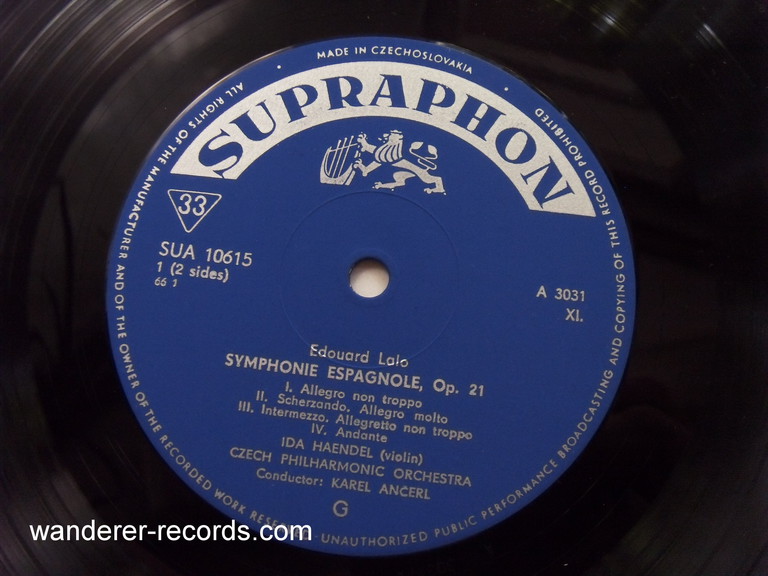 MADE IN CZECHOSLOVAKIA
ALL RIGHTS OF THE MANUFACTURER AND OF THE OWNER OF THE RECORDED WORK RESERVED - UNAUTHORIZED PUBLIC PERFORMANCE BROADCASTING AND COPYING OF THIS RECORD PROHIBITED
SUPRAPHON
33
SUA 10615
1 (2 sides)
66 1
A 3031
XI.
Edouard Lalo
SYMPHONIE ESPAGNOLE, Op. 21
I. Allegro non troppo
II. Scherzando. Allegro molto
III. Intermezzo. Allegretto non troppo
IV. Andante
IDA HAENDEL (violin)
CZECH PHILHARMONIC ORCHESTRA
Conductor: KAREL ANČERL
G
wanderer-records.com